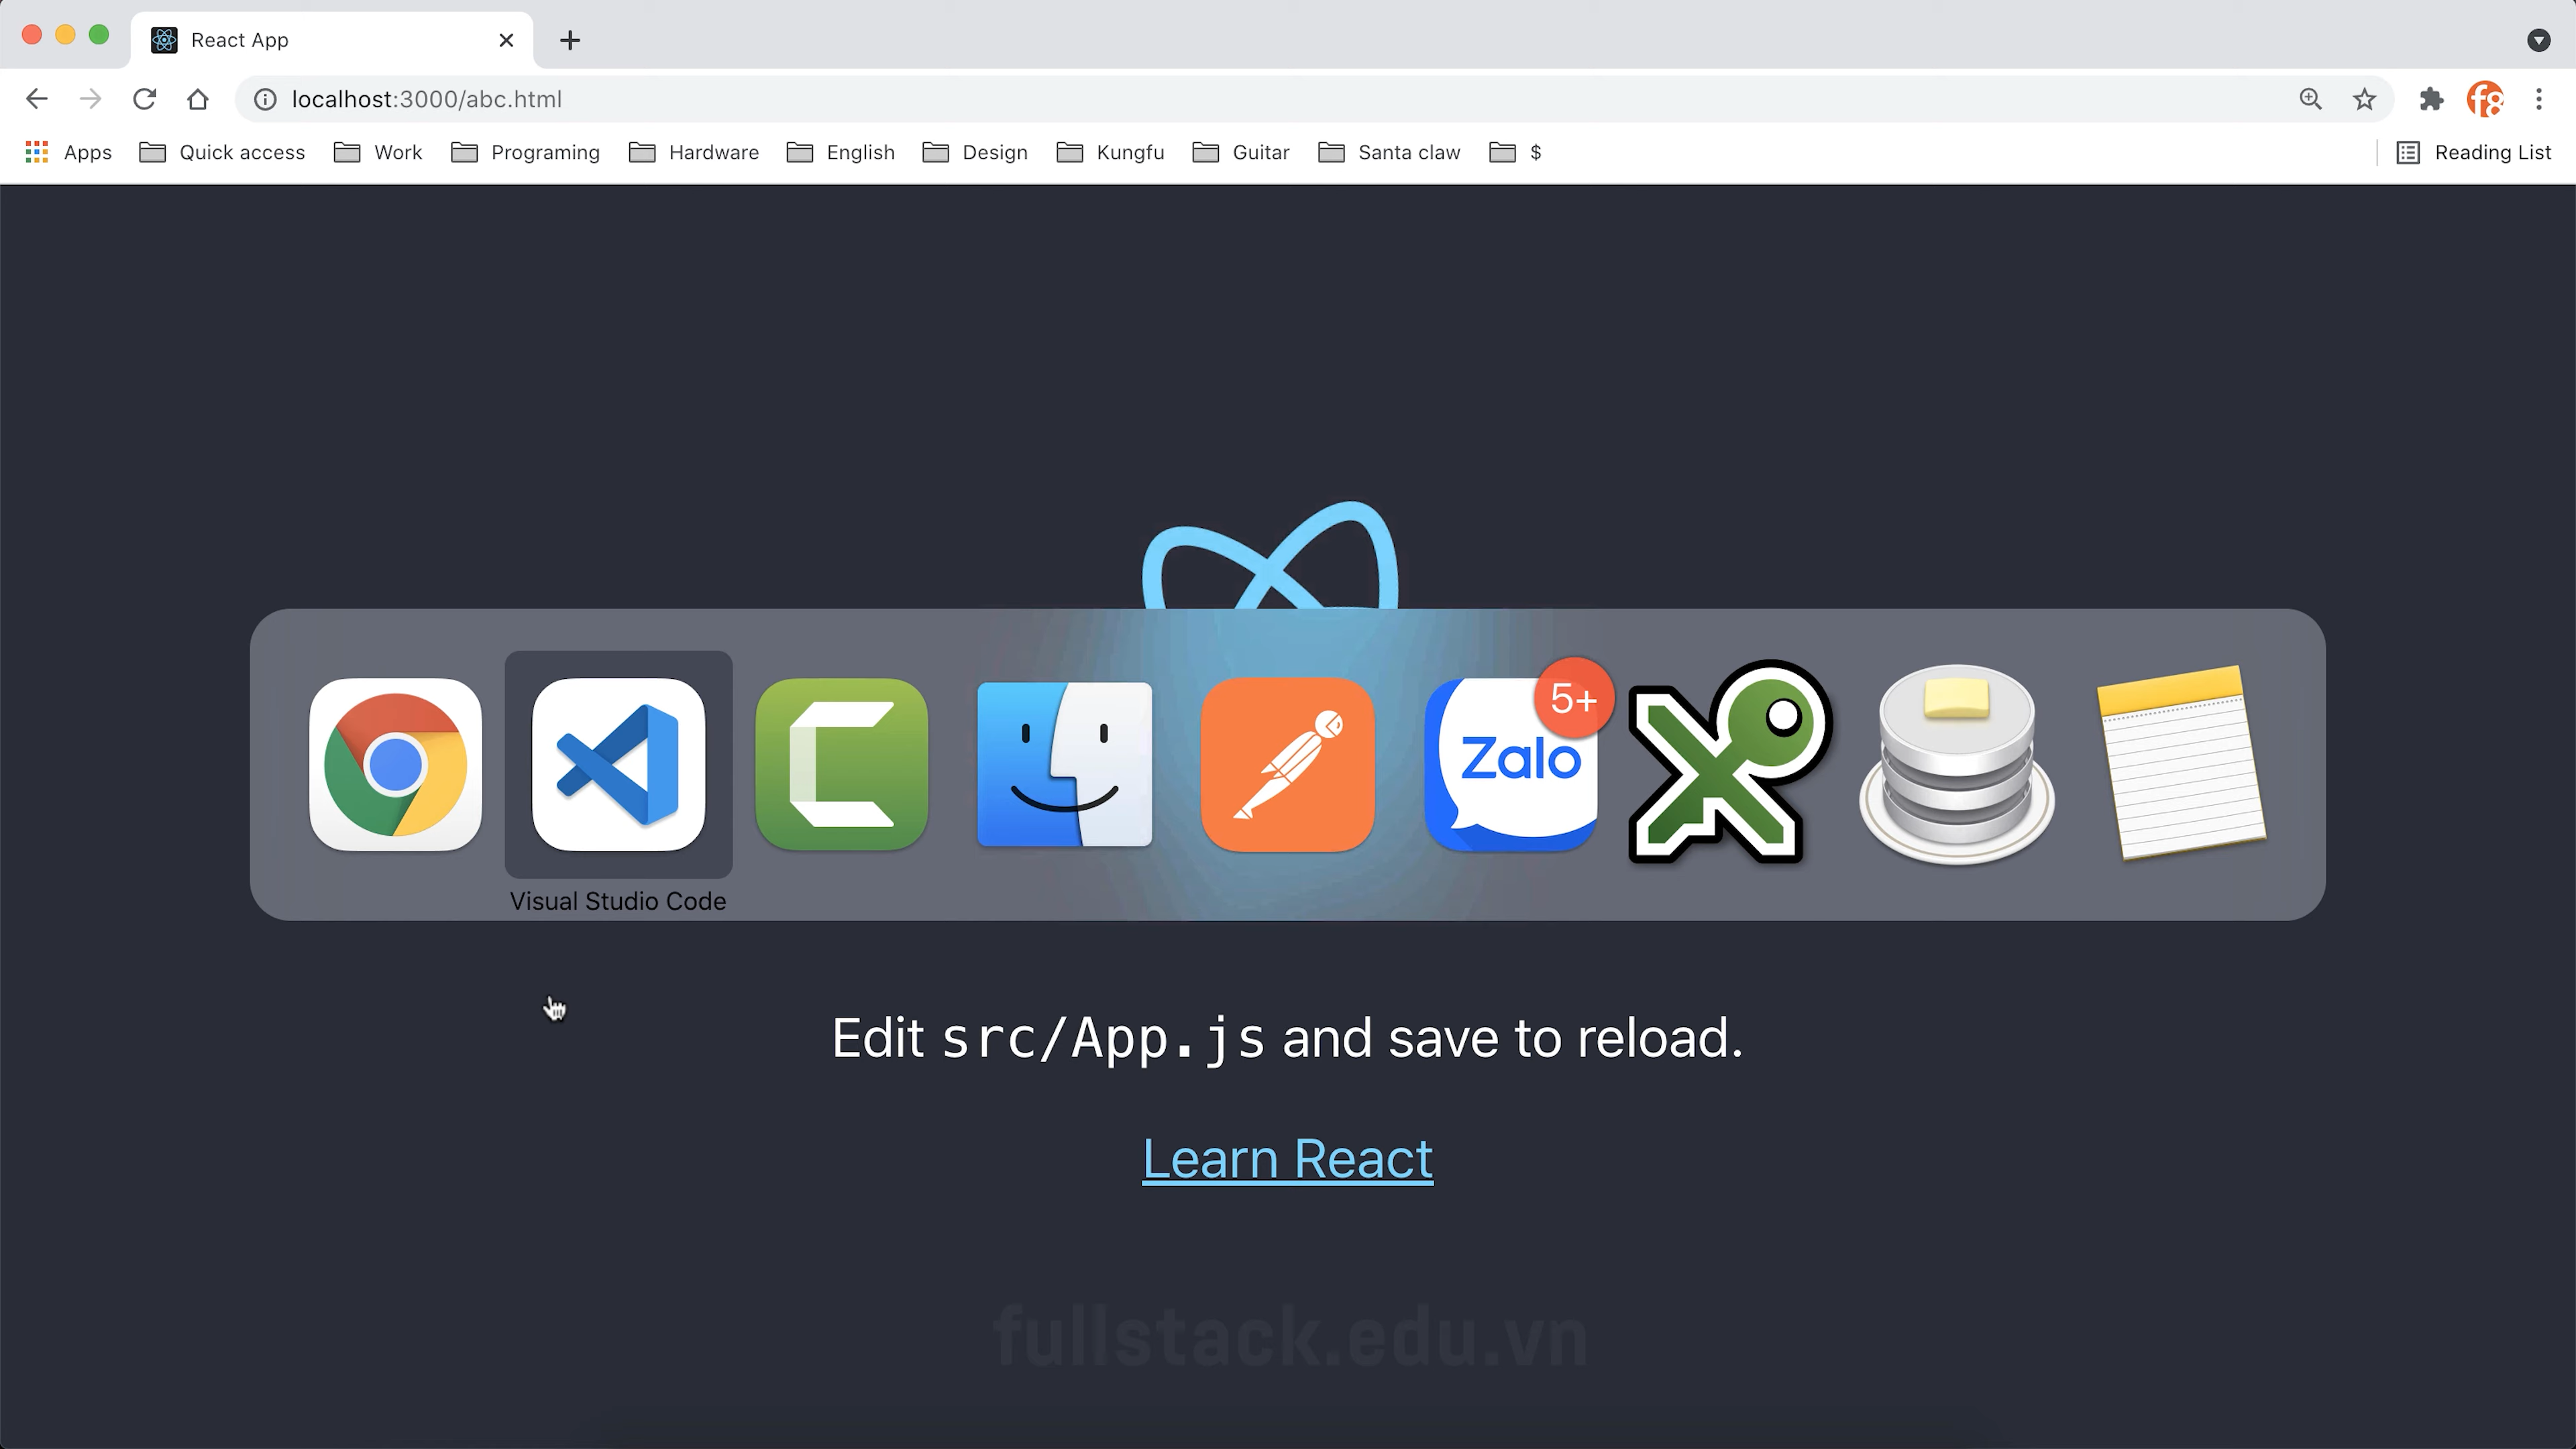 React App
localhost:3000/abc.html
f8
Apps Quick access Work Programing Hardware English Design Kungfu Guitar Santa claw $ Reading List
5+
Zalo
Visual Studio Code
Edit src/App.js and save to reload.
Learn React
fullstack.edu.vn